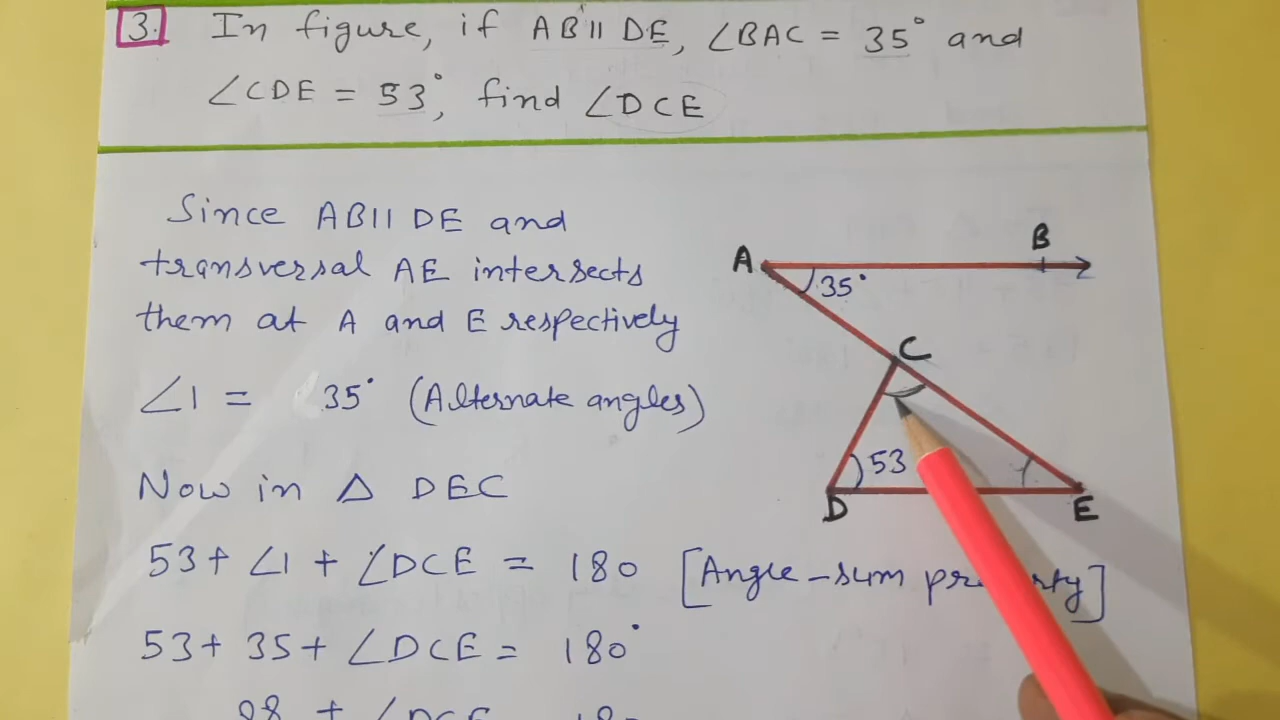 3. In figure, if AB || DE, ∠BAC = 35° and
∠CDE = 53°, find ∠DCE
Since AB || DE and
transversal AE intersects
them at A and E respectively
∠1 = 35° (Alternate angles)
Now in △ DEC
53 + ∠1 + ∠DCE = 180
53 + 35 + ∠DCE = 180°
A
B
35°
C
53
1
D
E
[Angle-sum